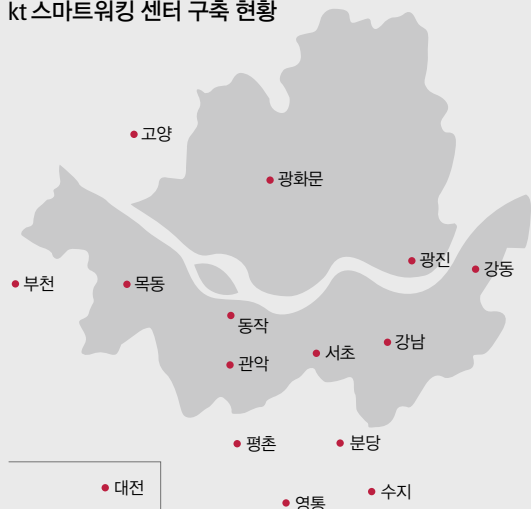 kt 스마트워킹 센터 구축 현황
고양
광화문
광진
강동
부천
목동
동작
강남
서초
관악
평촌
분당
대전
수지
영통